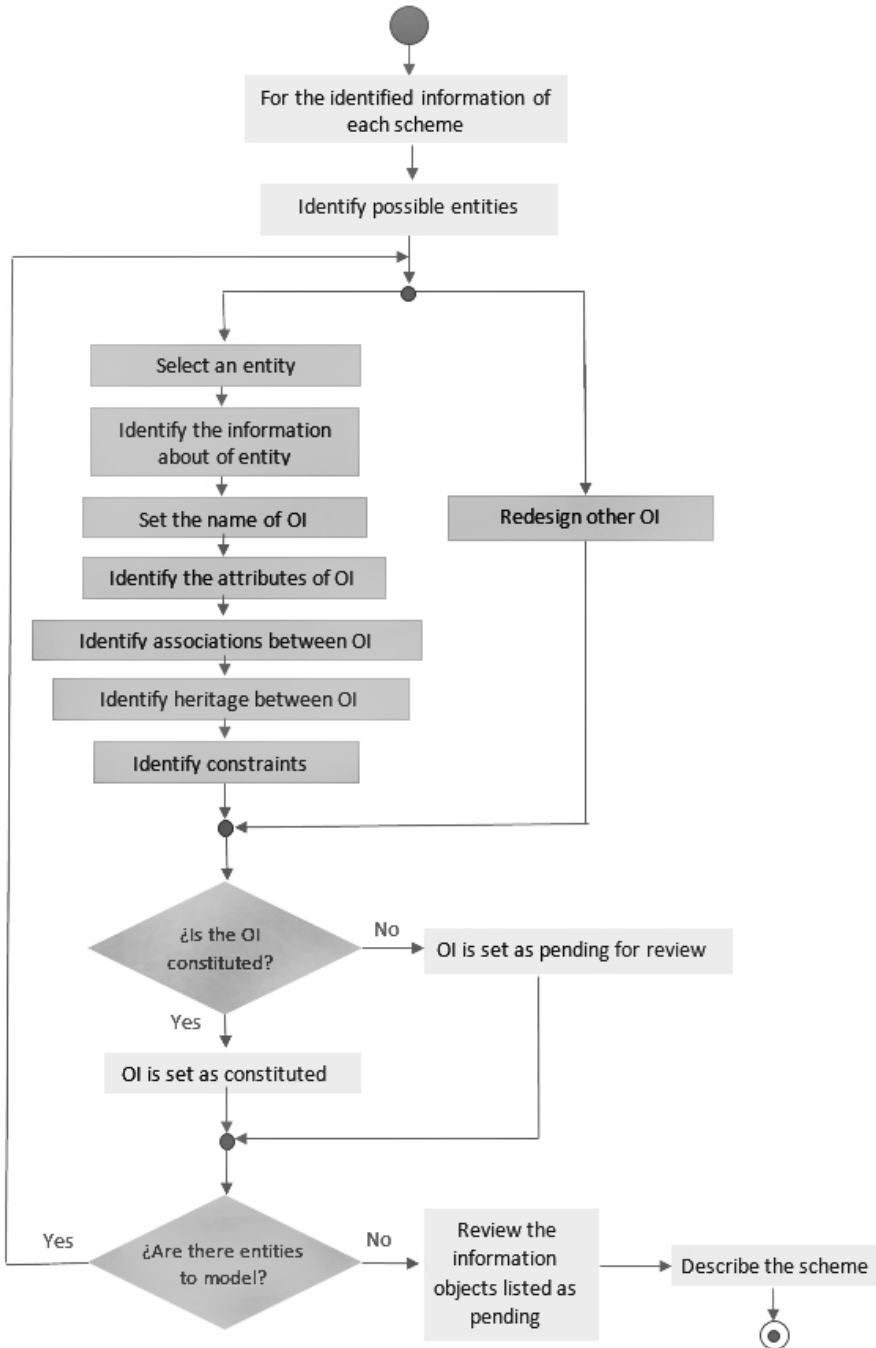 For the identified information of
each scheme
Identify possible entities
Select an entity
Identify the information
about of entity
Set the name of OI
Redesign other OI
Identify the attributes of OI
Identify associations between OI
Identify heritage between OI
Identify constraints
¿Is the OI
constituted?
No
OI is set as pending for review
Yes
OI is set as constituted
Yes
¿Are there entities
to model?
No
Review the
information
objects listed as
pending
Describe the scheme